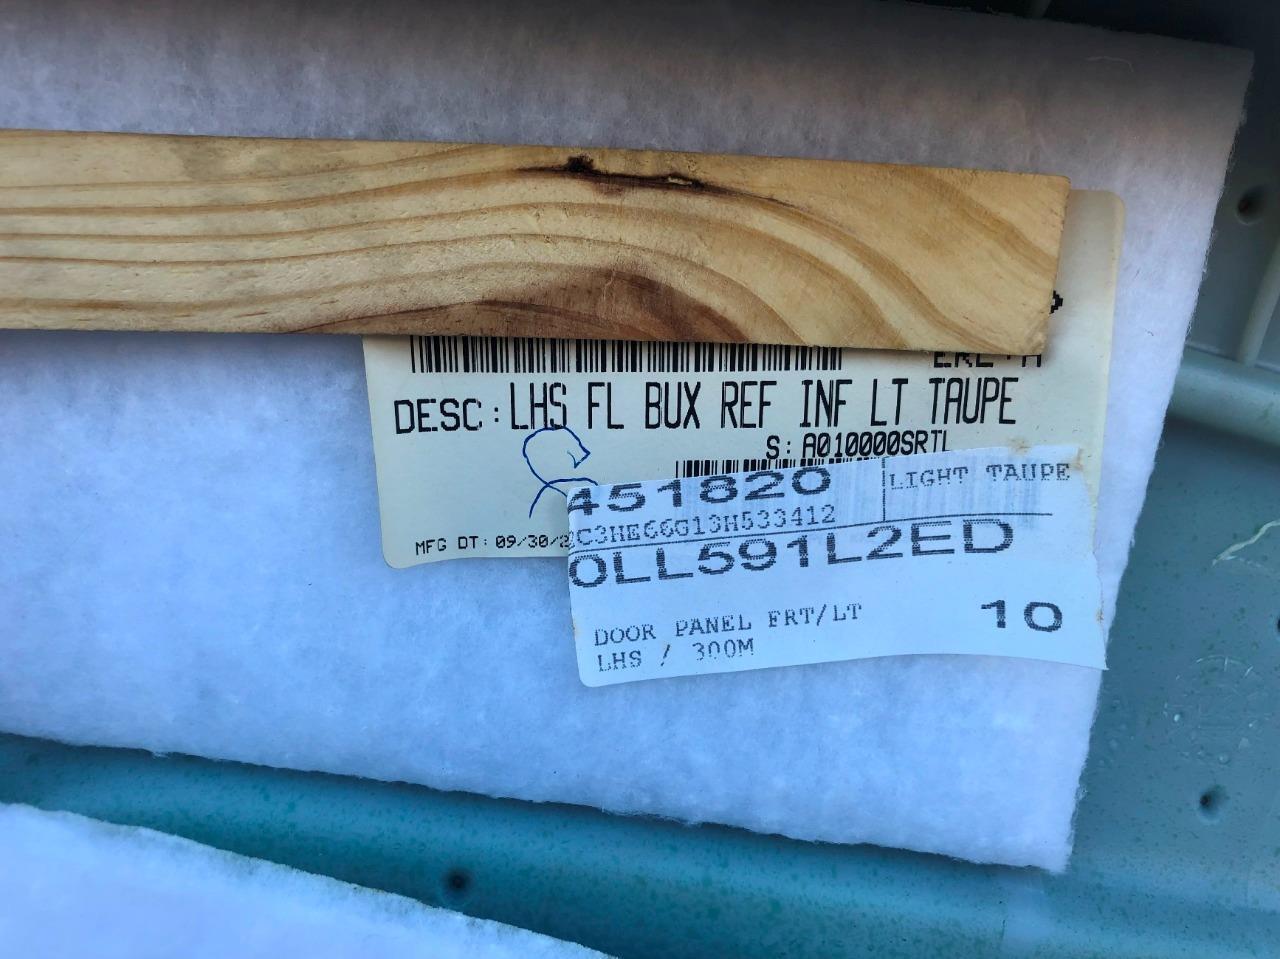 DESC: LHS FL BUX REF INF LT TAUPE
S: A010000SRTL
MFG DT: 09/30/2
451820
LIGHT TAUPE
C3HE66G13H533412
0LL591L2ED
DOOR PANEL FRT/LT
10
LHS / 300M